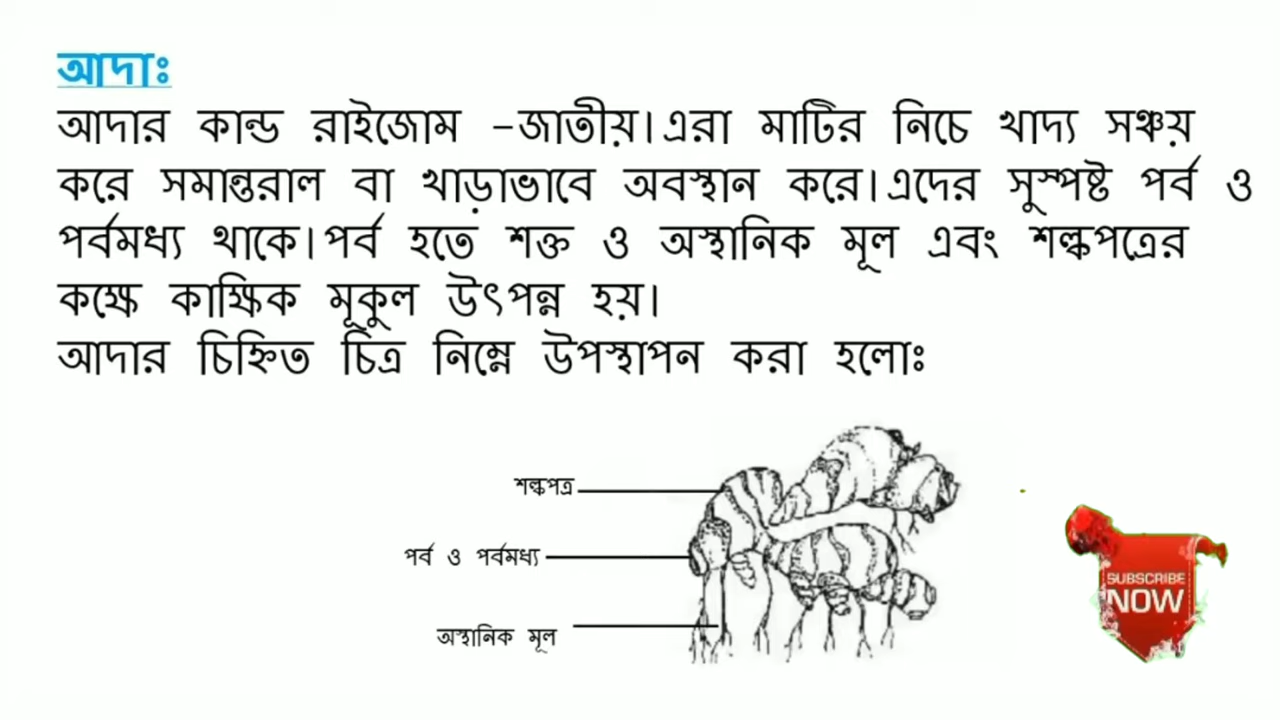 আদাঃ
আদার কান্ড রাইজোম -জাতীয়।এরা মাটির নিচে খাদ্য সঞ্চয়
করে সমান্তরাল বা খাড়াভাবে অবস্থান করে।এদের সুস্পষ্ট পর্ব ও
পর্বমধ্য থাকে।পর্ব হতে শক্ত ও অস্থানিক মূল এবং শল্কপত্রের
কক্ষে কাক্ষিক মূকুল উৎপন্ন হয়।
আদার চিহ্নিত চিত্র নিম্নে উপস্থাপন করা হলোঃ
শল্কপত্র
পর্ব ও পর্বমধ্য
অস্থানিক মূল
SUBSCRIBE
NOW